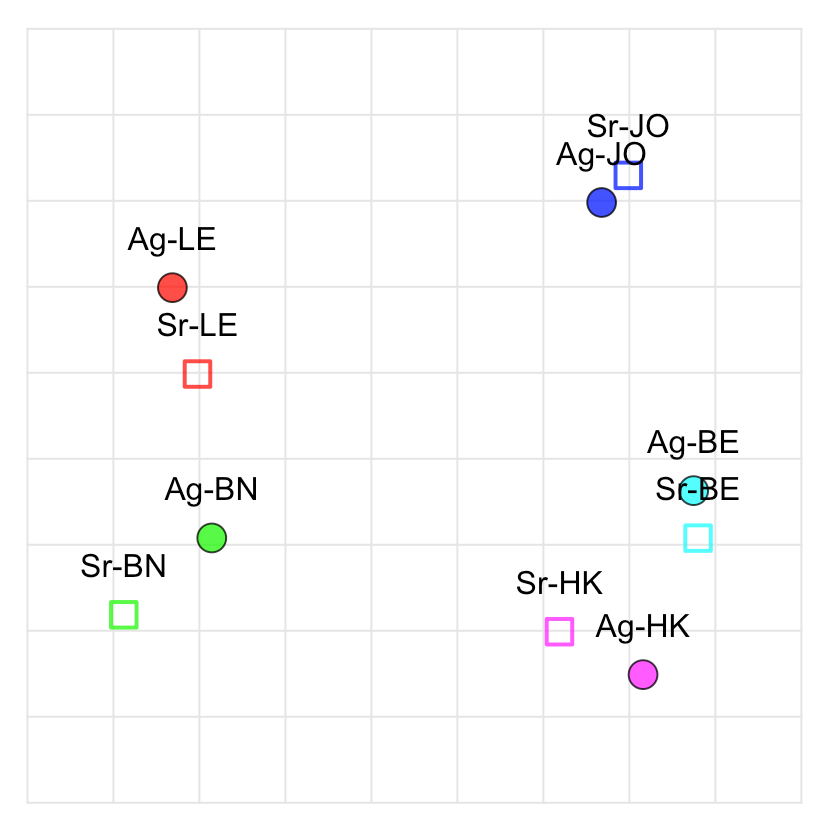 Sr-JO
Ag-JO
Ag-LE
Sr-LE
Ag-BE
Ag-BN
Sr-BE
Sr-BN
Sr-HK
Ag-HK